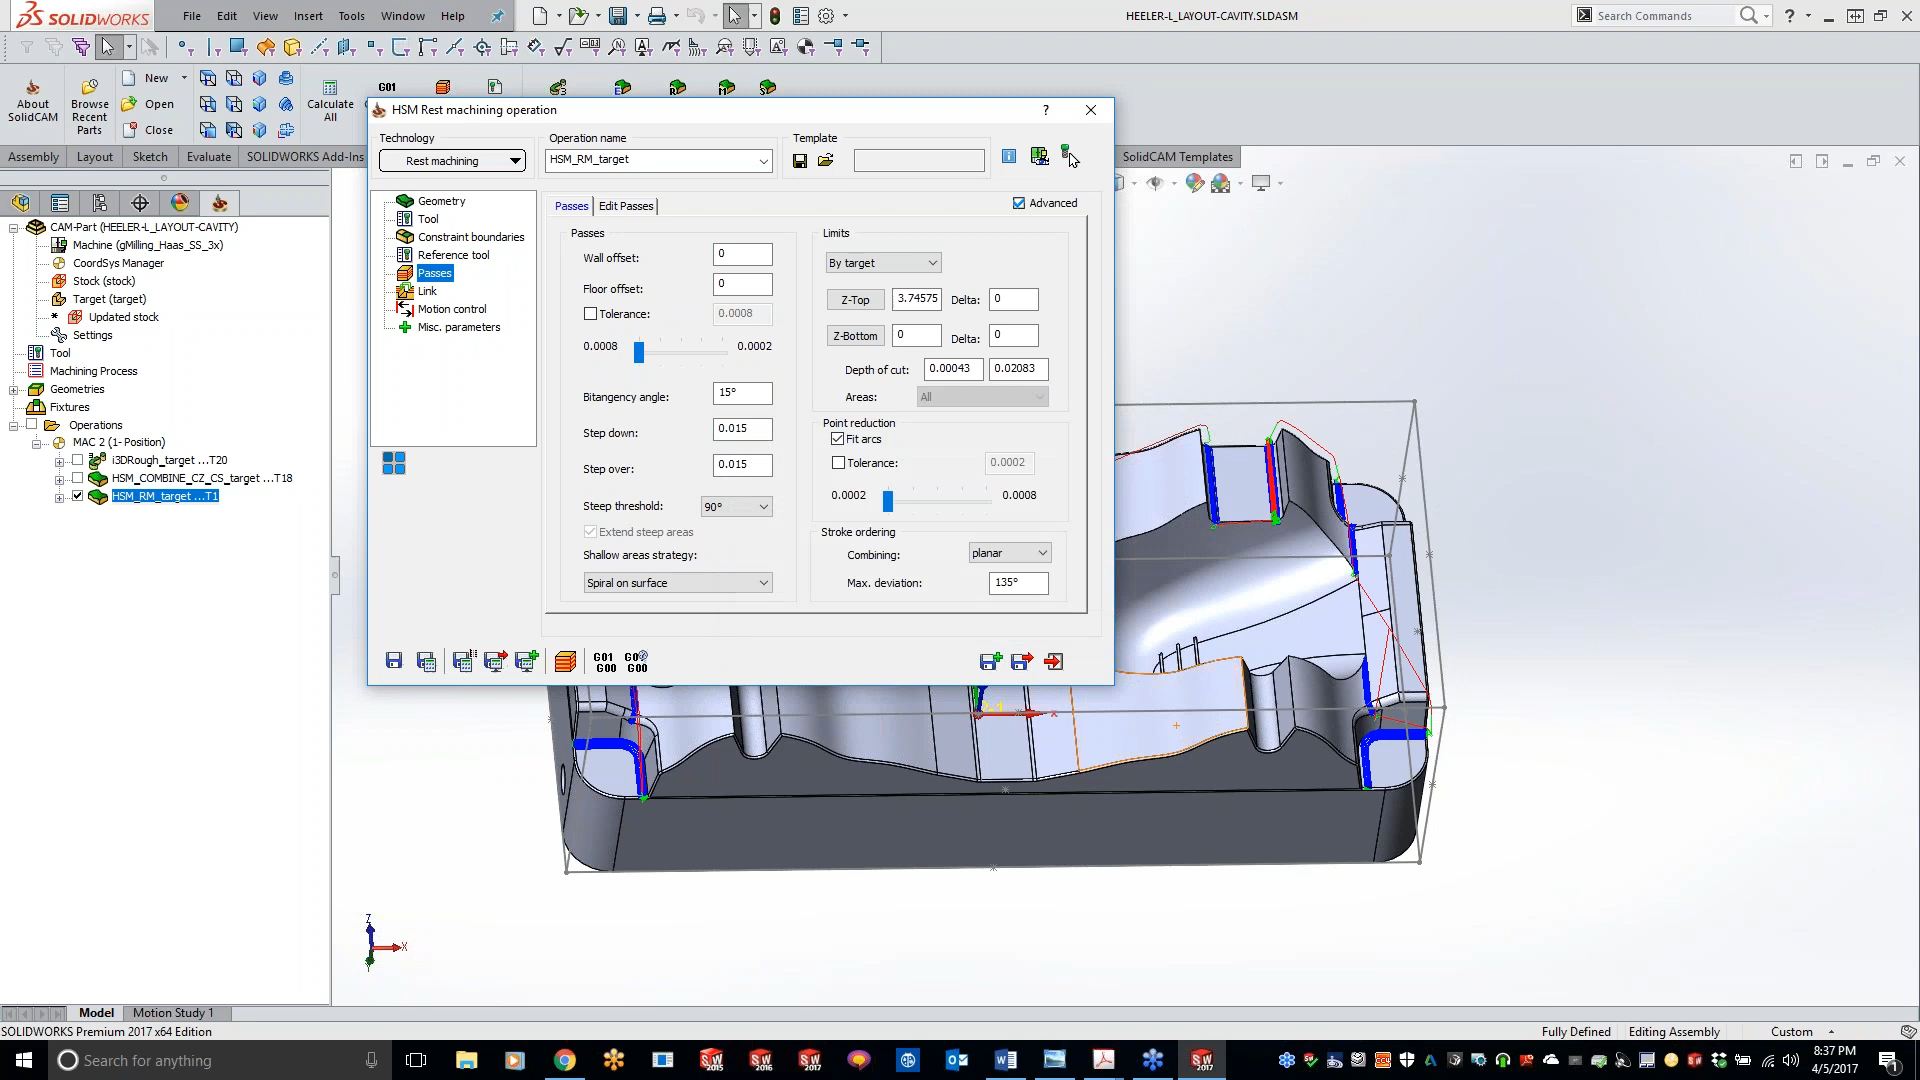 SOLIDWORKS
File Edit View Insert Tools Window Help
HEELER-L_LAYOUT-CAVITY.SLDASM
Search Commands
About SolidCAM
Browse Recent Parts
New
Open
Close
Calculate All
G01
Assembly Layout Sketch Evaluate SOLIDWORKS Add-Ins
SolidCAM Templates
CAM-Part (HEELER-L_LAYOUT-CAVITY)
Machine (gMilling_Haas_SS_3x)
CoordSys Manager
Stock (stock)
Target (target)
* Updated stock
Settings
Tool
Machining Process
Geometries
Fixtures
Operations
MAC 2 (1- Position)
i3DRough_target ...T20
HSM_COMBINE_CZ_CS_target ...T18
HSM_RM_target ...T1
HSM Rest machining operation
Technology
Rest machining
Operation name
HSM_RM_target
Template
Geometry
Tool
Constraint boundaries
Reference tool
Passes
Link
Motion control
Misc. parameters
Passes Edit Passes
Advanced
Passes
Wall offset: 0
Floor offset: 0
Tolerance: 0.0008
0.0008 0.0002
Bitangency angle: 15°
Step down: 0.015
Step over: 0.015
Steep threshold: 90°
Extend steep areas
Shallow areas strategy:
Spiral on surface
Limits
By target
Z-Top 3.74575 Delta: 0
Z-Bottom 0 Delta: 0
Depth of cut: 0.00043 0.02083
Areas: All
Point reduction
Fit arcs
Tolerance: 0.0002
0.0002 0.0008
Stroke ordering
Combining: planar
Max. deviation: 135°
G01 G00
G00
Z
X
Model Motion Study 1
SOLIDWORKS Premium 2017 x64 Edition
Fully Defined Editing Assembly Custom
Search for anything
2015 2016 2017 2017
8:37 PM
4/5/2017